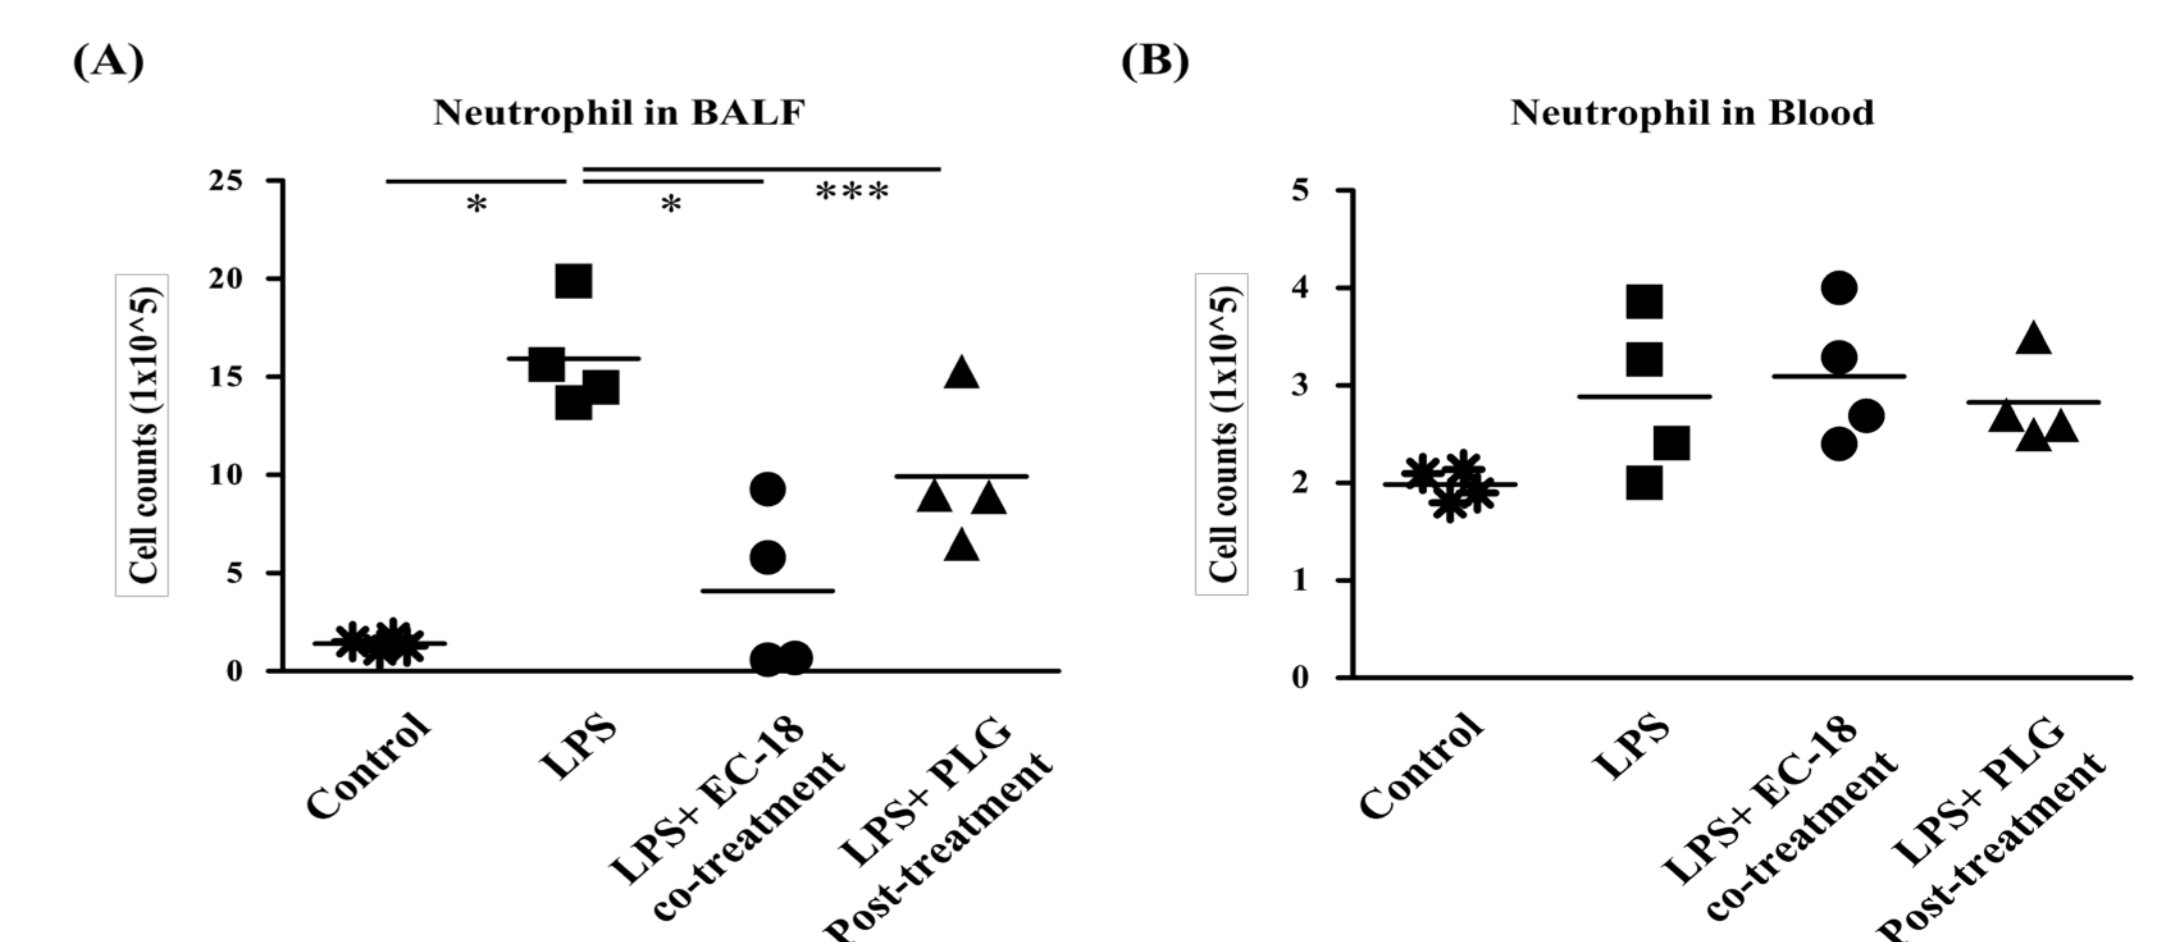 (A)
Neutrophil in BALF
25
20
15
10
5
0
Cell counts (1x10^5)
*
*
***
Control
LPS
LPS+ EC-18
co-treatment
LPS+ PLG
Post-treatment
(B)
Neutrophil in Blood
5
4
3
2
1
0
Cell counts (1x10^5)
Control
LPS
LPS+ EC-18
co-treatment
LPS+ PLG
Post-treatment